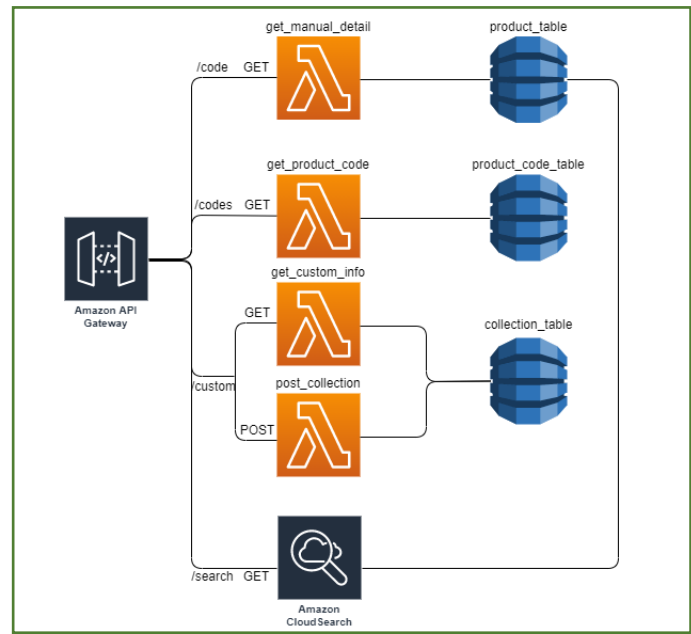 get_manual_detail
product_table
/code GET
get_product_code
product_code_table
/codes GET
get_custom_info
GET
Amazon API
Gateway
collection_table
/custom
post_collection
POST
/search GET
Amazon
CloudSearch